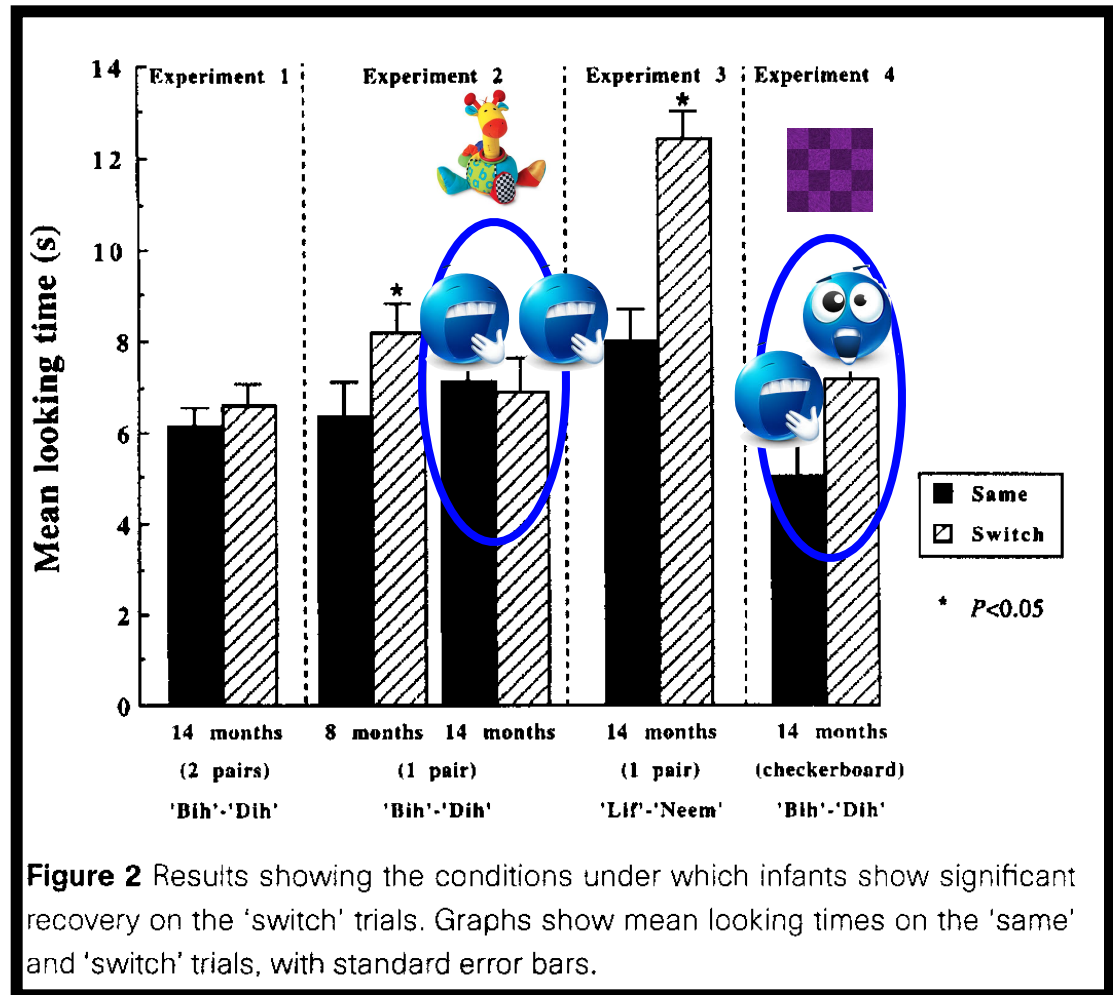 Experiment 1 Experiment 2 Experiment 3 Experiment 4
Mean looking time (s)
14
12
10
8
6
4
2
0
*
*
Same
Switch
* P<0.05
14 months 8 months 14 months 14 months 14 months
(2 pairs) (1 pair) (1 pair) (checkerboard)
'Bih'-'Dih' 'Bih'-'Dih' 'Lif'-'Neem' 'Bih'-'Dih'
Figure 2 Results showing the conditions under which infants show significant
recovery on the 'switch' trials. Graphs show mean looking times on the 'same'
and 'switch' trials, with standard error bars.